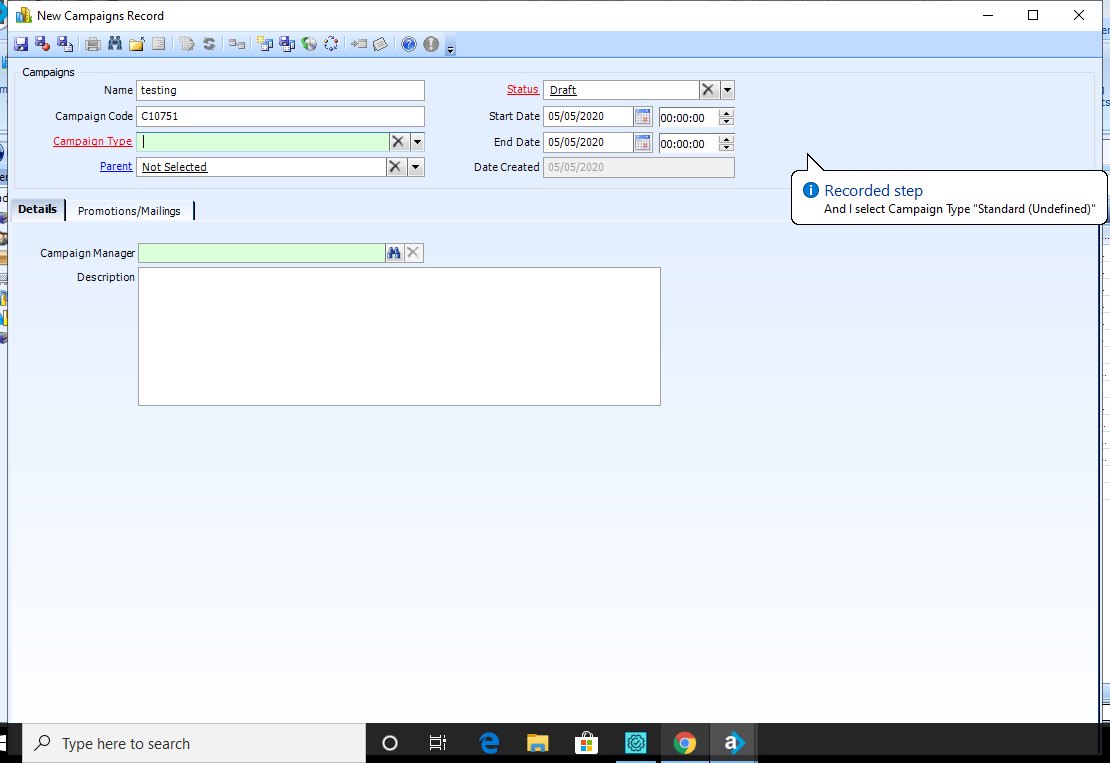 New Campaigns Record
Campaigns
Name testing
Status Draft
Campaign Code C10751
Start Date 05/05/2020 00:00:00
Campaign Type
End Date 05/05/2020 00:00:00
Parent Not Selected
Date Created 05/05/2020
Recorded step
And I select Campaign Type "Standard (Undefined)"
Details Promotions/Mailings
Campaign Manager
Description
Type here to search